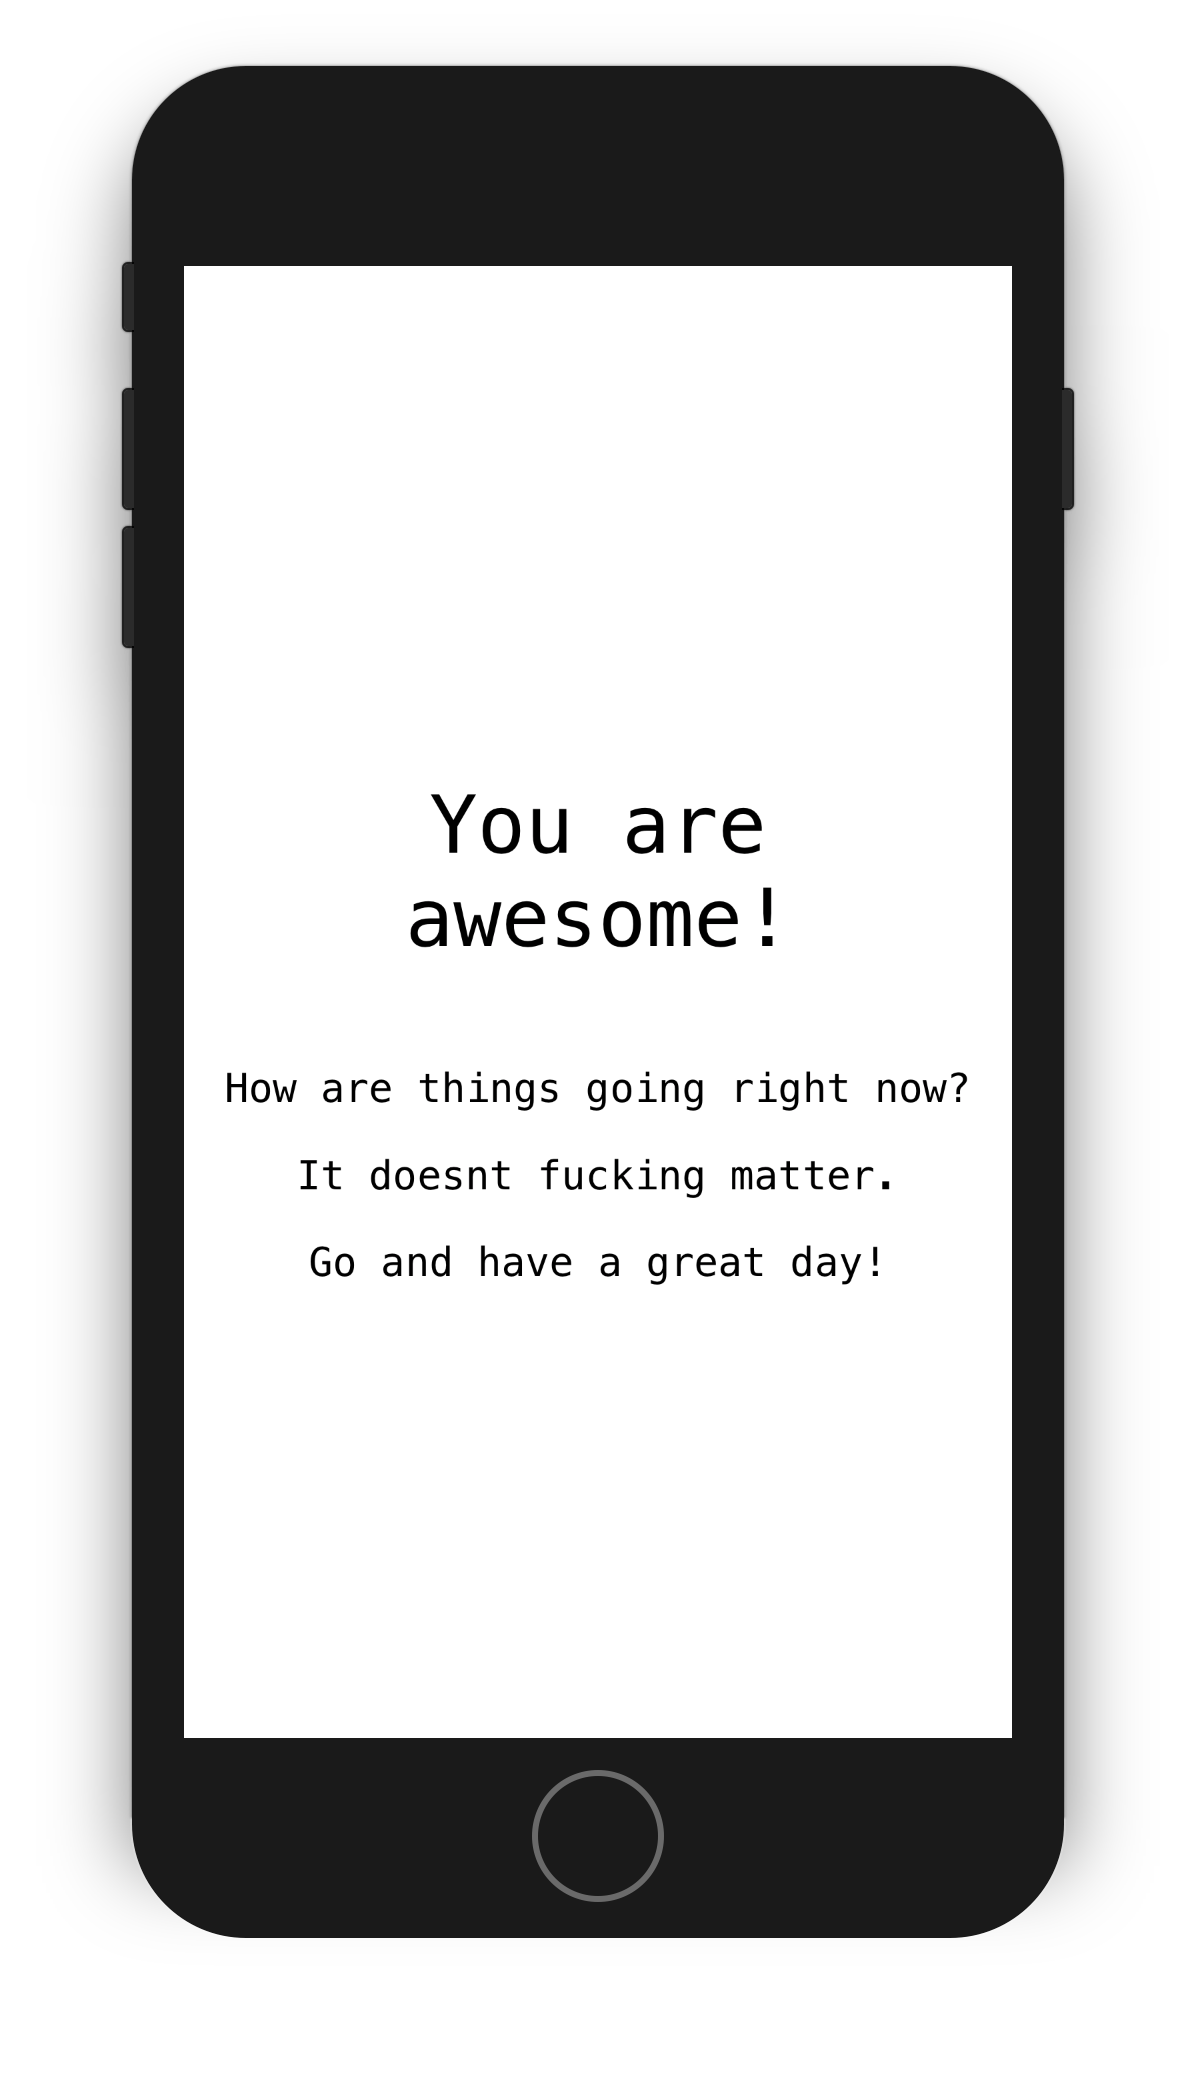 You are
awesome!
How are things going right now?
It doesnt fucking matter.
Go and have a great day!